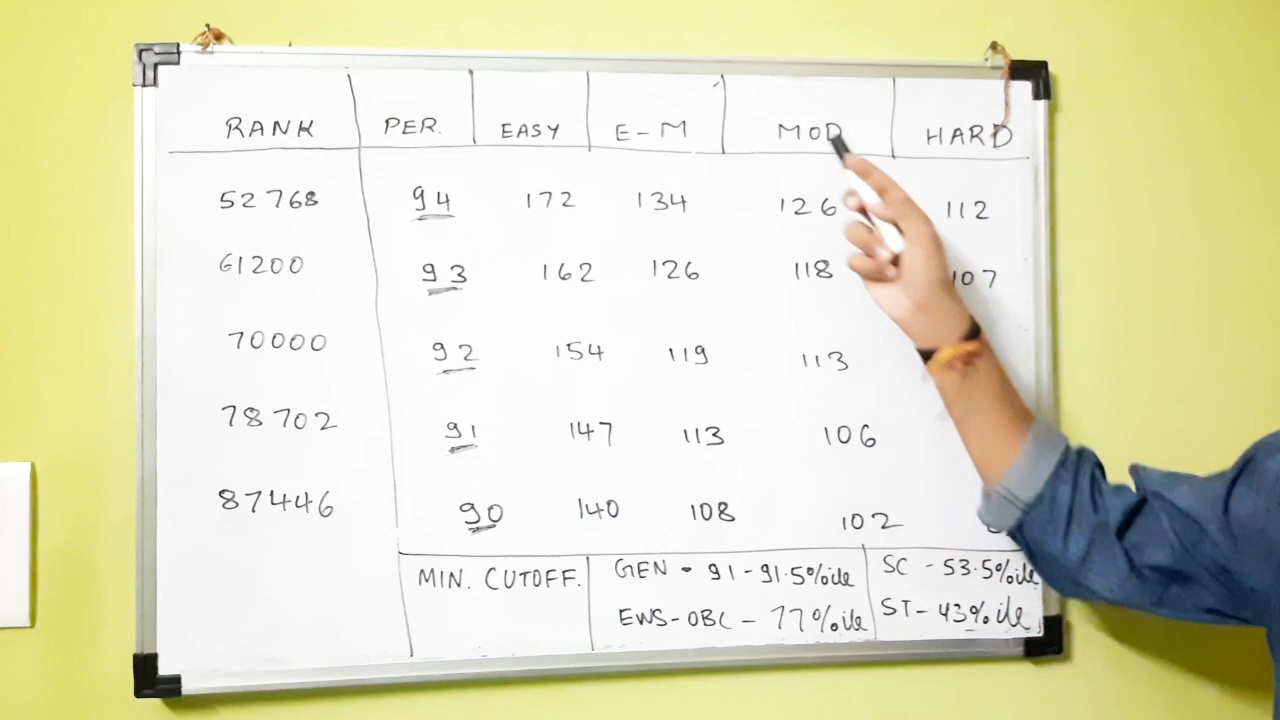 RANK PER. EASY E-M MOD HARD
52768 94 172 134 126 112
61200 93 162 126 118 107
70000 92 154 119 113
78702 91 147 113 106
87446 90 140 108 102
MIN. CUTOFF. GEN - 91-91.5%ile SC - 53.5%ile
EWS-OBC - 77%ile ST - 43%ile